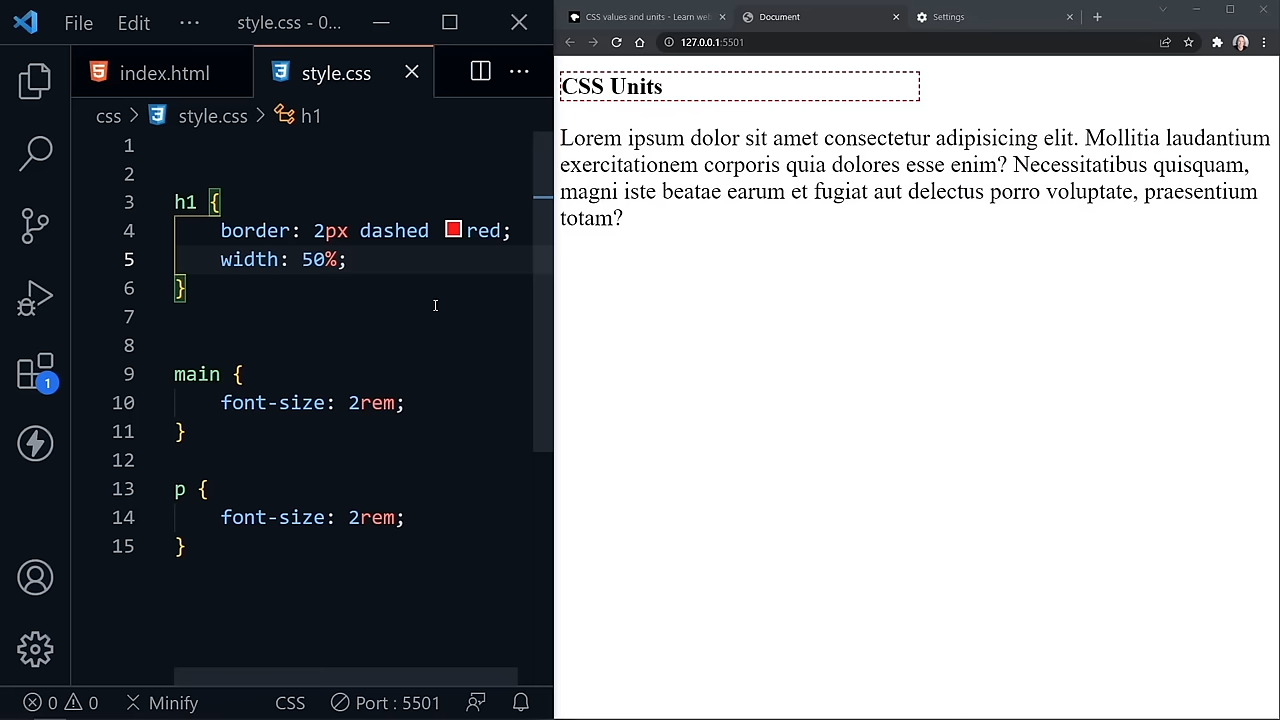 File Edit ··· style.css - 0...
index.html style.css
css > style.css > h1
1
2
3 h1 {
4 border: 2px dashed red;
5 width: 50%;
6 }
7
8
9 main {
10 font-size: 2rem;
11 }
12
13 p {
14 font-size: 2rem;
15 }
1
0 0 Minify CSS Port : 5501
CSS values and units - Learn web Document Settings
127.0.0.1:5501
CSS Units
Lorem ipsum dolor sit amet consectetur adipisicing elit. Mollitia laudantium
exercitationem corporis quia dolores esse enim? Necessitatibus quisquam,
magni iste beatae earum et fugiat aut delectus porro voluptate, praesentium
totam?